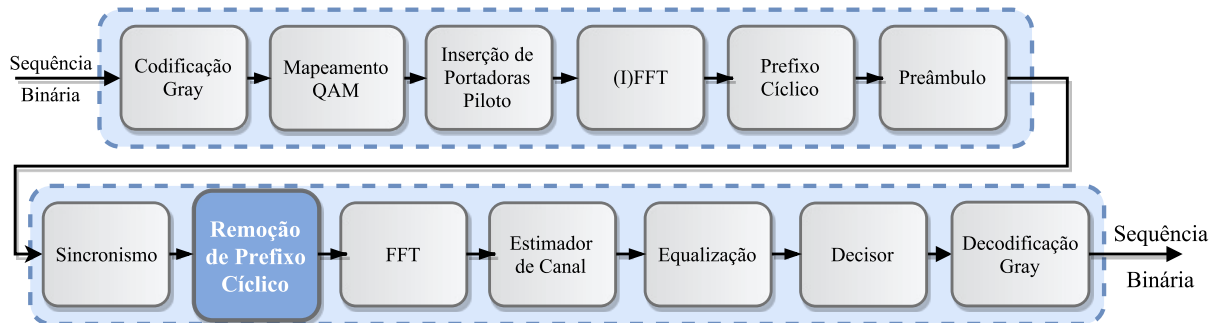 Sequência
Binária
Codificação
Gray
Mapeamento
QAM
Inserção de
Portadoras
Piloto
(I)FFT
Prefixo
Cíclico
Preâmbulo
Sincronismo
Remoção
de Prefixo
Cíclico
FFT
Estimador
de Canal
Equalização
Decisor
Decodificação
Gray
Sequência
Binária